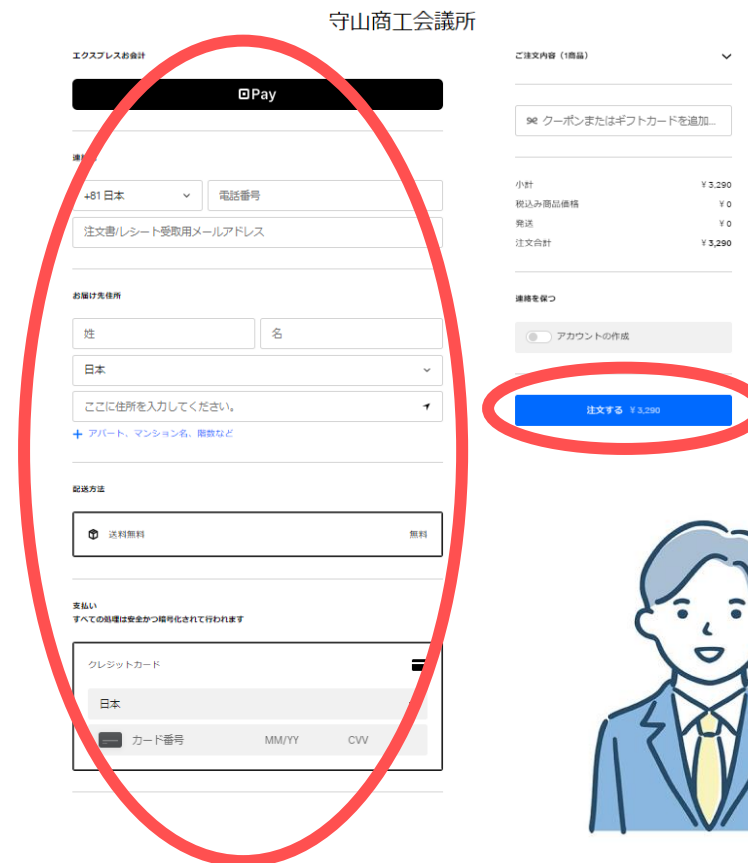 守山商工会議所
エクスプレスお会計
Pay
連
+81 日本
電話番号
注文書/レシート受取用メールアドレス
お届け先住所
姓
名
日本
ここに住所を入力してください。
+ アパート、マンション名、階数など
配送方法
送料無料
無料
支払い
すべての処理は安全かつ暗号化されて行われます
クレジットカード
日本
カード番号
MM/YY
CVV
ご注文内容（1商品）
クーポンまたはギフトカードを追加...
小計 ¥ 3,290
税込み商品価格 ¥ 0
発送 ¥ 0
注文合計 ¥ 3,290
連絡を保つ
アカウントの作成
注文する ¥ 3,290